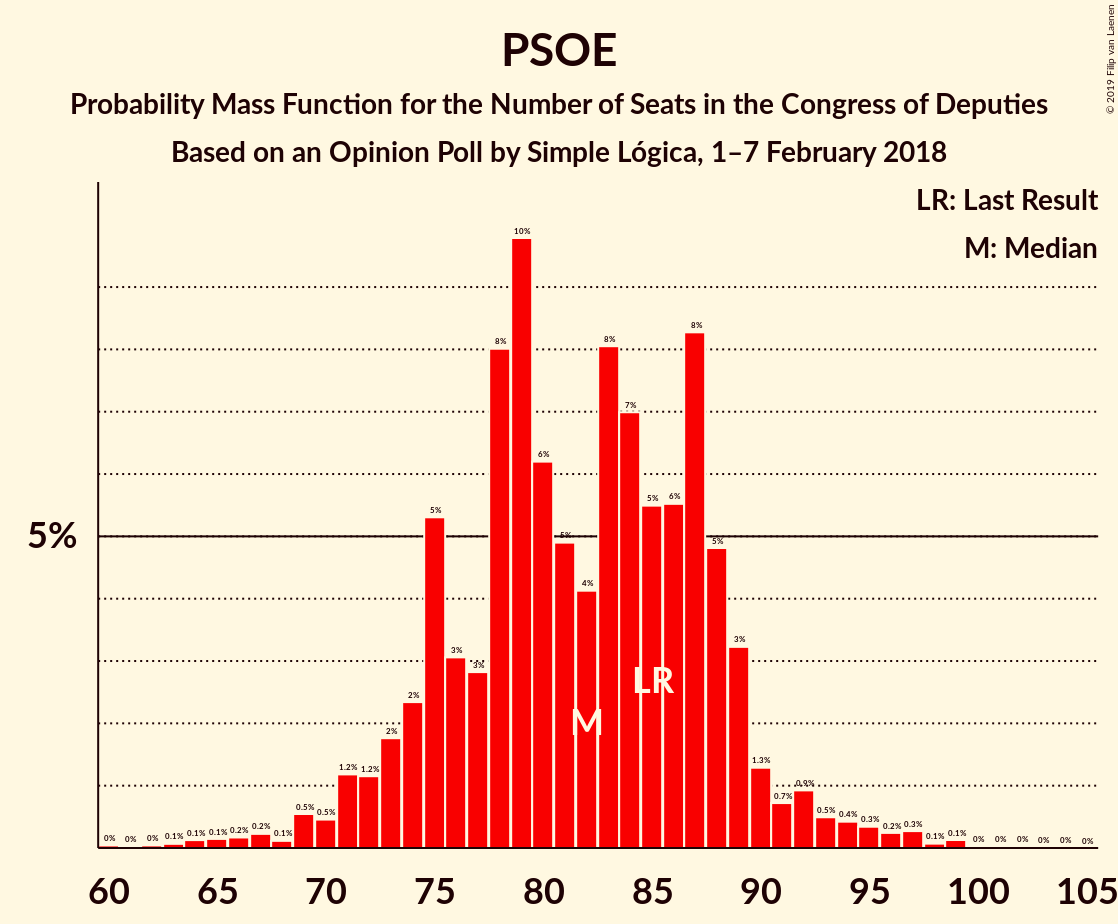 PSOE
Probability Mass Function for the Number of Seats in the Congress of Deputies
Based on an Opinion Poll by Simple Lógica, 1–7 February 2018
© 2019 Filip van Laenen
LR: Last Result
M: Median
5%
0% 0% 0% 0.1% 0.1% 0.1% 0.2% 0.2% 0.1% 0.5% 0.5% 1.2% 1.2% 2% 2% 5% 3% 3% 8% 10% 6% 5% 4% 8% 7% 5% 6% 8% 5% 3% 1.3% 0.7% 0.9% 0.5% 0.4% 0.3% 0.2% 0.3% 0.1% 0.1% 0% 0% 0% 0% 0% 0%
LR
M
60 65 70 75 80 85 90 95 100 105